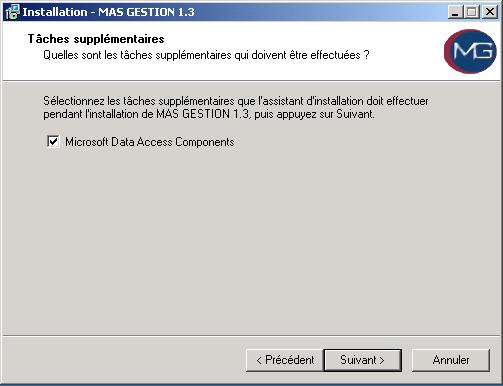 Installation - MAS GESTION 1.3
Tâches supplémentaires
Quelles sont les tâches supplémentaires qui doivent être effectuées ?
MG
Sélectionnez les tâches supplémentaires que l'assistant d'installation doit effectuer
pendant l'installation de MAS GESTION 1.3, puis appuyez sur Suivant.
Microsoft Data Access Components
< Précédent
Suivant >
Annuler